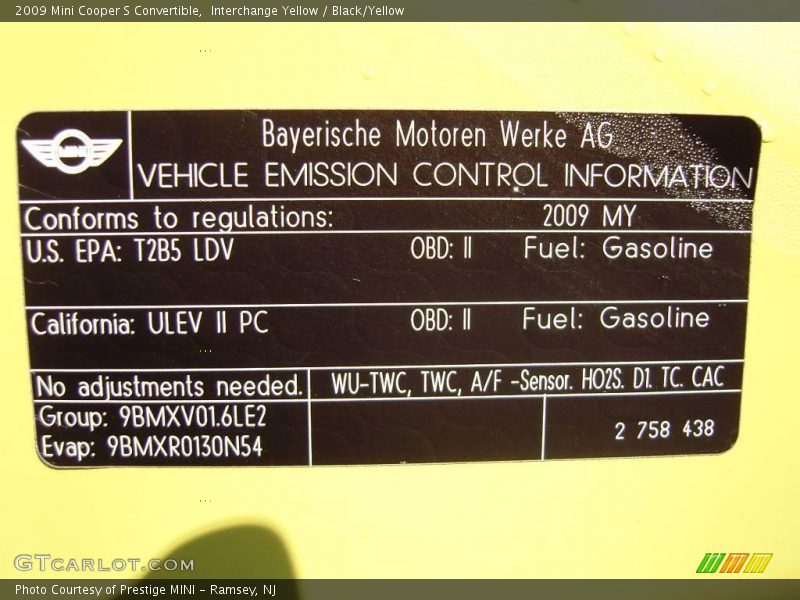 2009 Mini Cooper S Convertible,  Interchange Yellow / Black/Yellow
MINI
Bayerische Motoren Werke AG
VEHICLE EMISSION CONTROL INFORMATION
Conforms to regulations: 2009 MY
U.S. EPA: T2B5 LDV OBD: II Fuel: Gasoline
California: ULEV II PC OBD: II Fuel: Gasoline
No adjustments needed. WU-TWC, TWC, A/F -Sensor. HO2S. D1. TC. CAC
Group: 9BMXV01.6LE2
Evap: 9BMXR0130N54
2 758 438
GTCARLOT.COM
Photo Courtesy of Prestige MINI - Ramsey, NJ